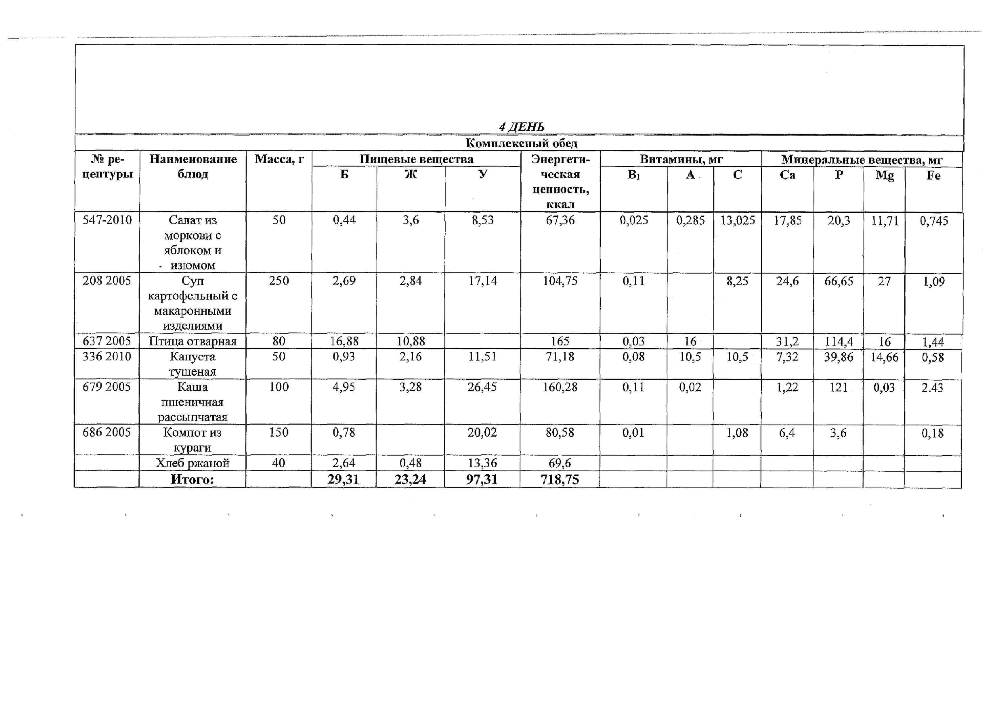 4 ДЕНЬ
Комплексный обед
№ ре- Наименование Масса, г Пищевые вещества Энергети- Витамины, мг Минеральные вещества, мг
цептуры блюд Б Ж У ческая B₁ A C Ca P Mg Fe
ценность,
ккал
547-2010 Салат из 50 0,44 3,6 8,53 67,36 0,025 0,285 13,025 17,85 20,3 11,71 0,745
моркови с
яблоком и
изюмом
208 2005 Суп 250 2,69 2,84 17,14 104,75 0,11 8,25 24,6 66,65 27 1,09
картофельный с
макаронными
изделиями
637 2005 Птица отварная 80 16,88 10,88 165 0,03 16 31,2 114,4 16 1,44
336 2010 Капуста 50 0,93 2,16 11,51 71,18 0,08 10,5 10,5 7,32 39,86 14,66 0,58
тушеная
679 2005 Каша 100 4,95 3,28 26,45 160,28 0,11 0,02 1,22 121 0,03 2.43
пшеничная
рассыпчатая
686 2005 Компот из 150 0,78 20,02 80,58 0,01 1,08 6,4 3,6 0,18
кураги
Хлеб ржаной 40 2,64 0,48 13,36 69,6
Итого: 29,31 23,24 97,31 718,75